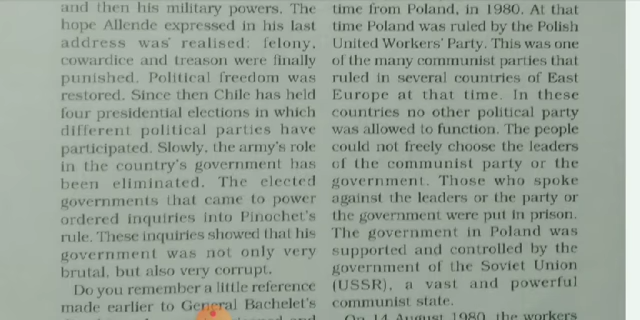 and then his military powers. The
hope Allende expressed in his last
address was realised: felony,
cowardice and treason were finally
punished. Political freedom was
restored. Since then Chile has held
four presidential elections in which
different political parties have
participated. Slowly, the army's role
in the country's government has
been eliminated. The elected
governments that came to power
ordered inquiries into Pinochet's
rule. These inquiries showed that his
government was not only very
brutal, but also very corrupt.
Do you remember a little reference
made earlier to General Bachelet's
time from Poland, in 1980. At that
time Poland was ruled by the Polish
United Workers' Party. This was one
of the many communist parties that
ruled in several countries of East
Europe at that time. In these
countries no other political party
was allowed to function. The people
could not freely choose the leaders
of the communist party or the
government. Those who spoke
against the leaders or the party or
the government were put in prison.
The government in Poland was
supported and controlled by the
government of the Soviet Union
(USSR), a vast and powerful
communist state.
On 14 August 1980, the workers